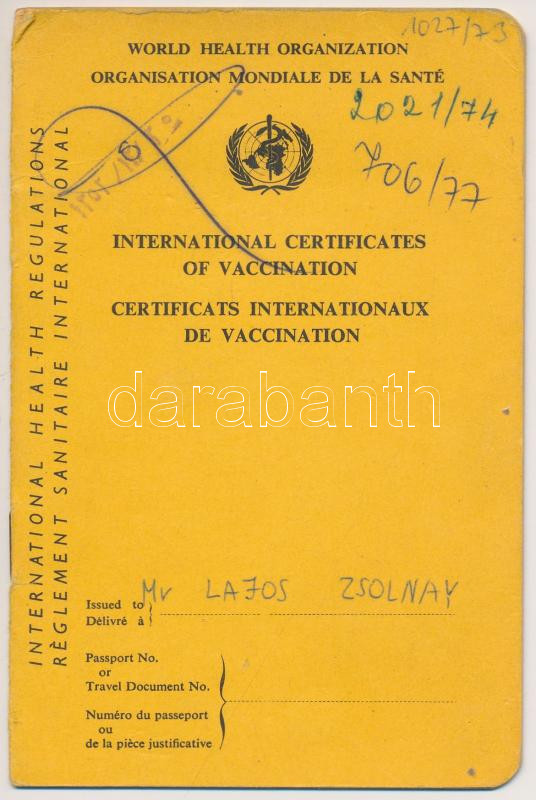 1027/73
WORLD HEALTH ORGANIZATION
ORGANISATION MONDIALE DE LA SANTÉ
2021/74
706/77
INTERNATIONAL CERTIFICATES
OF VACCINATION
CERTIFICATS INTERNATIONAUX
DE VACCINATION
INTERNATIONAL HEALTH REGULATIONS
RÈGLEMENT SANITAIRE INTERNATIONAL
darabanth
Issued to Mr LAJOS ZSOLNAY
Délivré à
Passport No.
or
Travel Document No.
Numéro du passeport
ou
de la pièce justificative